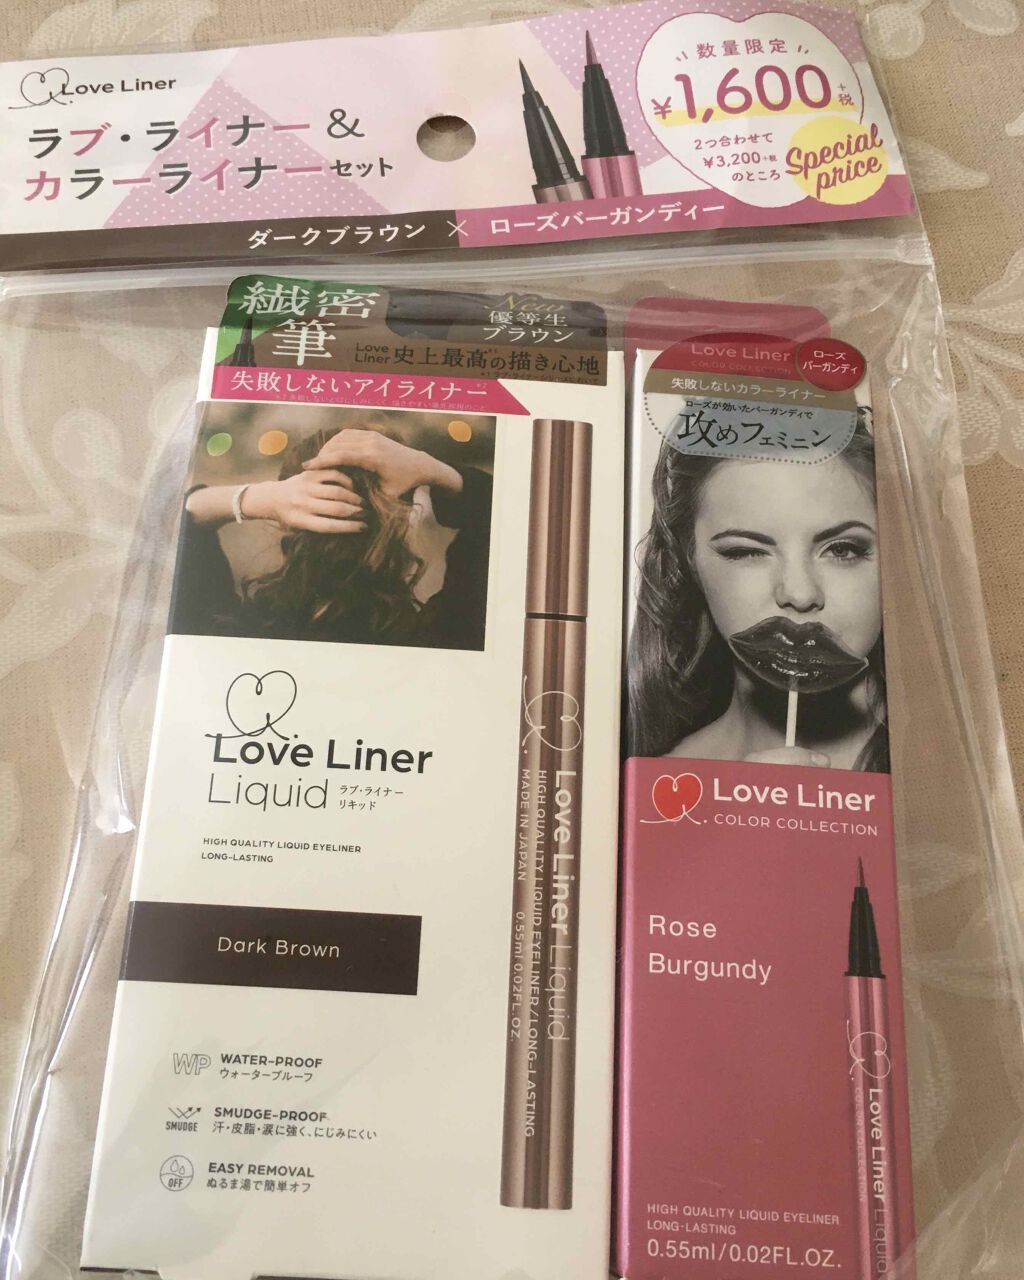 Love Liner
ラブ・ライナー &
カラーライナー セット
数量限定
¥1,600+税
2つ合わせて
¥3,200+税
のところ
Special
price
ダークブラウン × ローズバーガンディー
繊密
筆
New
優等生
ブラウン
Love
Liner 史上最高の描き心地
失敗しないアイライナー
Love Liner
Liquid
ラブ・ライナー
リキッド
HIGH QUALITY LIQUID EYELINER
LONG-LASTING
Dark Brown
WP WATER-PROOF
ウォータープルーフ
SMUDGE
SMUDGE-PROOF
汗・皮脂・涙に強く、にじみにくい
OFF
EASY REMOVAL
ぬるま湯で簡単オフ
Love Liner Liquid
HIGH QUALITY LIQUID EYELINER/LONG-LASTING
MADE IN JAPAN 0.55ml 0.02FL.OZ.
Love Liner
COLOR COLLECTION
ローズ
バーガンディ
失敗しないカラーライナー
ローズが効いたバーガンディで
攻めフェミニン
Love Liner
COLOR COLLECTION
Rose
Burgundy
Love Liner Liquid
COLOR COLLECTION
HIGH QUALITY LIQUID EYELINER
LONG-LASTING
0.55ml/0.02FL.OZ.